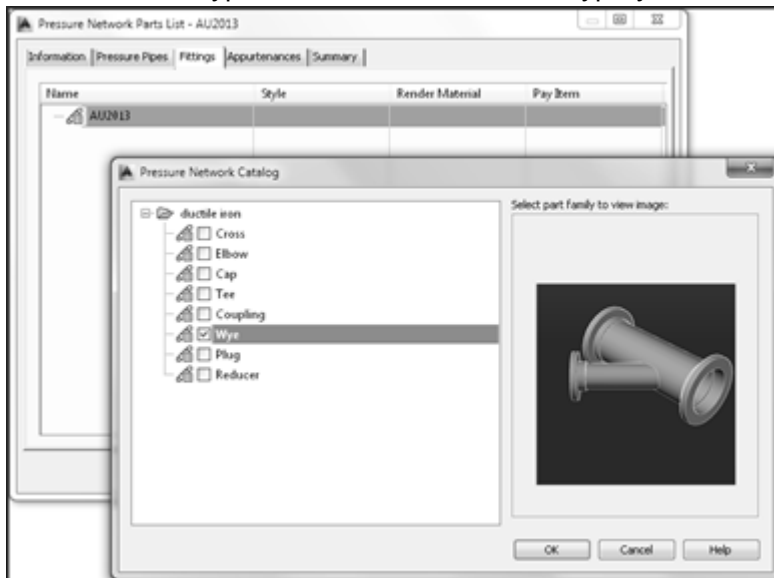 Pressure Network Parts List - AU2013
Information Pressure Pipes Fittings Appurtenances Summary
Name Style Render Material Pay Item
AU2013
Pressure Network Catalog
ductile iron
Cross
Elbow
Cap
Tee
Coupling
Wye
Plug
Reducer
Select part family to view image:
OK Cancel Help